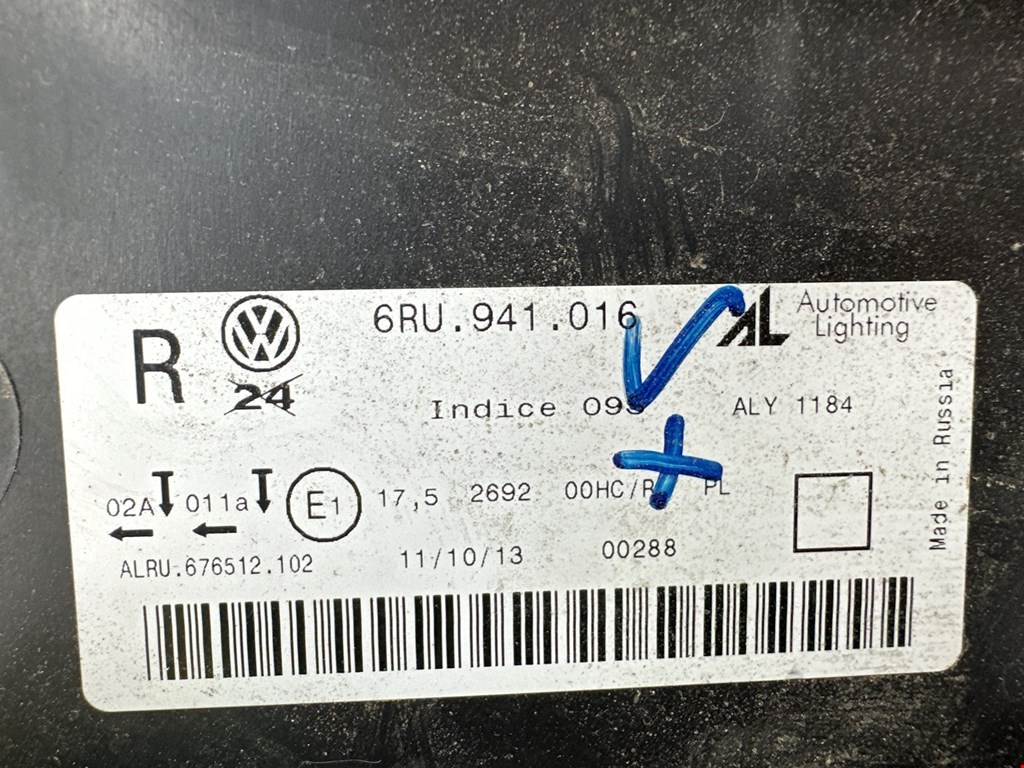 R
6RU.941.016
AL Automotive
Lighting
24
Indice
ALY 1184
Made in Russia
02A 011a E1 17,5 2692 PL
ALRU.676512.102 11/10/13 00288